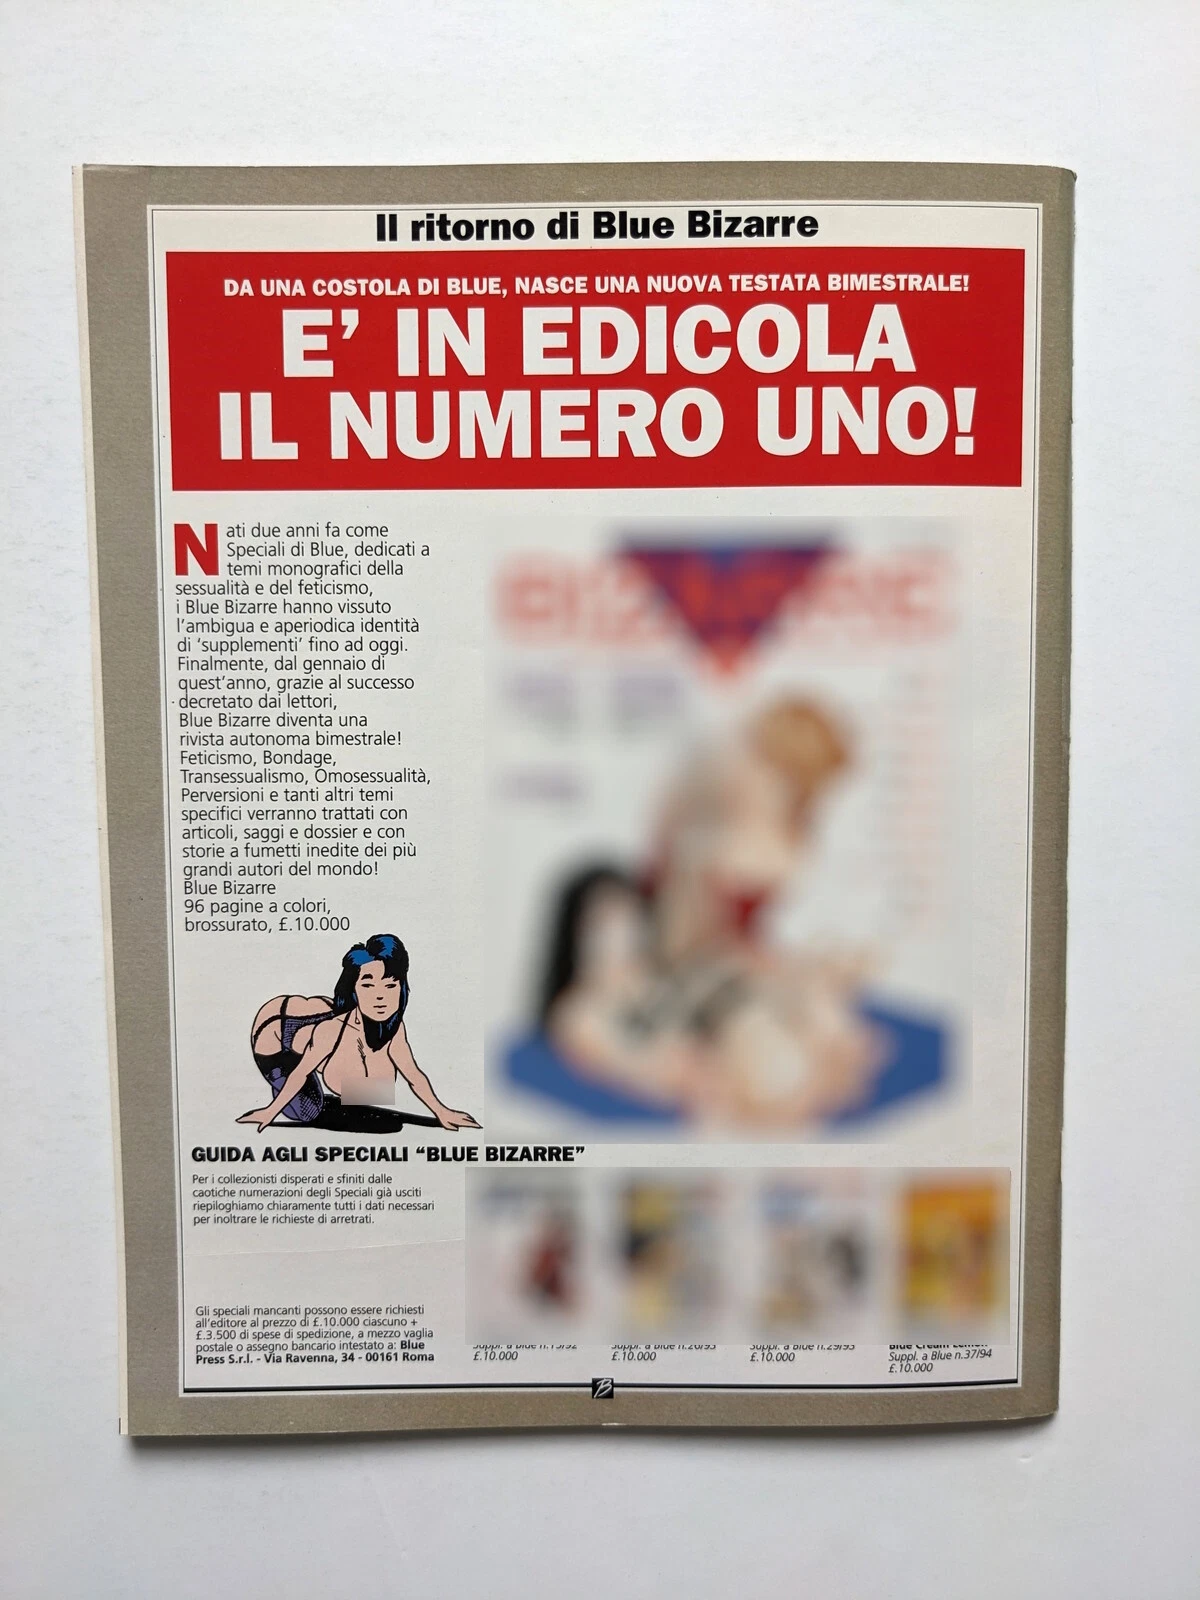 Il ritorno di Blue Bizarre
DA UNA COSTOLA DI BLUE, NASCE UNA NUOVA TESTATA BIMESTRALE!
E' IN EDICOLA
IL NUMERO UNO!
Nati due anni fa come
Speciali di Blue, dedicati a
temi monografici della
sessualità e del feticismo,
i Blue Bizarre hanno vissuto
l'ambigua e aperiodica identità
di 'supplementi' fino ad oggi.
Finalmente, dal gennaio di
quest'anno, grazie al successo
decretato dai lettori,
Blue Bizarre diventa una
rivista autonoma bimestrale!
Feticismo, Bondage,
Transessualismo, Omosessualità,
Perversioni e tanti altri temi
specifici verranno trattati con
articoli, saggi e dossier e con
storie a fumetti inedite dei più
grandi autori del mondo!
Blue Bizarre
96 pagine a colori,
brossurato, £.10.000
GUIDA AGLI SPECIALI "BLUE BIZARRE"
Per i collezionisti disperati e sfiniti dalle
caotiche numerazioni degli Speciali già usciti
riepiloghiamo chiaramente tutti i dati necessari
per inoltrare le richieste di arretrati.
Gli speciali mancanti possono essere richiesti
all'editore al prezzo di £.10.000 ciascuno +
£.3.500 di spese di spedizione, a mezzo vaglia
postale o assegno bancario intestato a: Blue
Press S.r.l. - Via Ravenna, 34 - 00161 Roma
£.10.000
£.10.000
£.10.000
Suppl. a Blue n.37/94
£.10.000
B